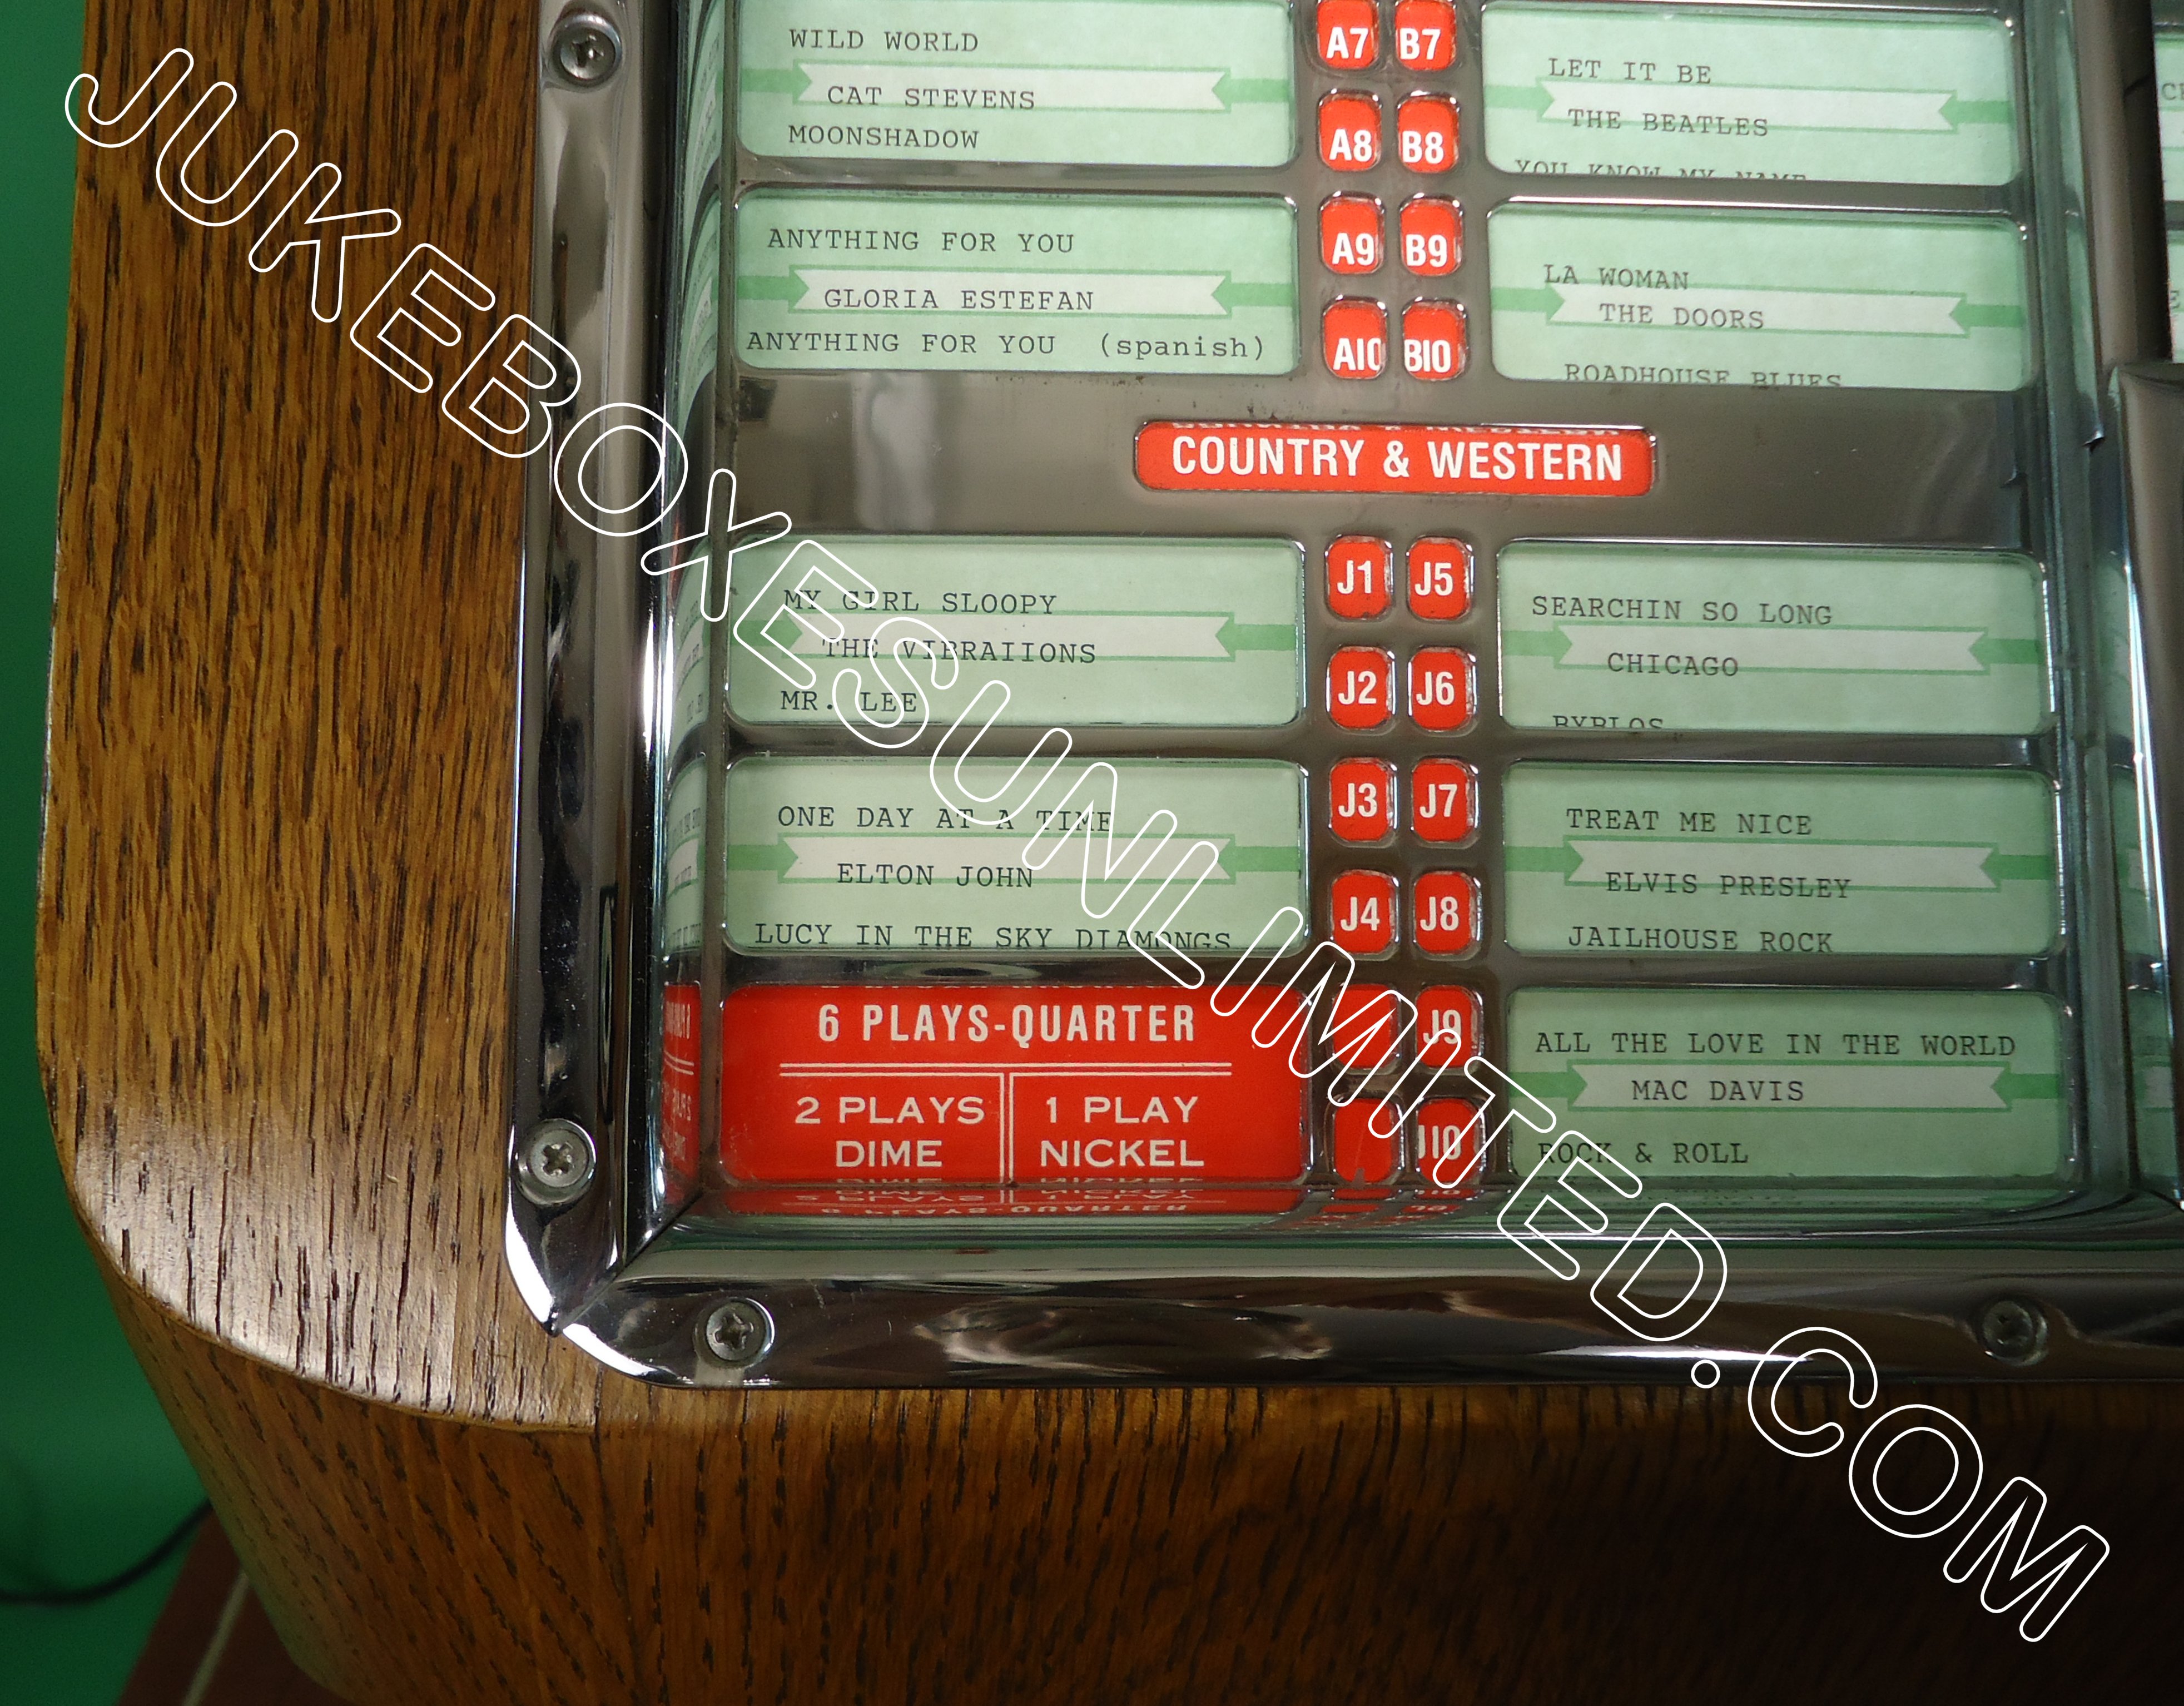 WILD WORLD
CAT STEVENS
MOONSHADOW
A7 B7
A8 B8
LET IT BE
THE BEATLES
YOU KNOW MY NAME
ANYTHING FOR YOU
GLORIA ESTEFAN
ANYTHING FOR YOU (spanish)
A9 B9
A10 B10
LA WOMAN
THE DOORS
ROADHOUSE BLUES
COUNTRY & WESTERN
MY GIRL SLOOPY
THE VIBRAIIONS
MR. LEE
J1 J5
J2 J6
SEARCHIN SO LONG
CHICAGO
BYBLOS
ONE DAY AT A TIME
ELTON JOHN
LUCY IN THE SKY DIAMONGS
J3 J7
J4 J8
TREAT ME NICE
ELVIS PRESLEY
JAILHOUSE ROCK
6 PLAYS-QUARTER
2 PLAYS
DIME
1 PLAY
NICKEL
J9
J10
ALL THE LOVE IN THE WORLD
MAC DAVIS
ROCK & ROLL
JUKEBOXESUNLIMITED.COM